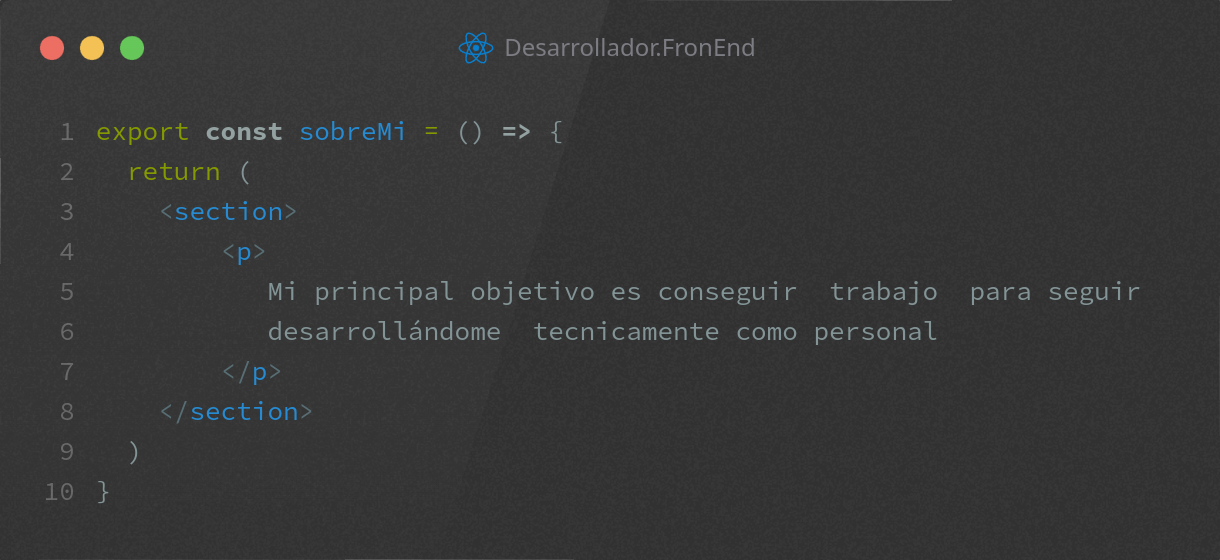 Desarrollador.FronEnd
1 export const sobreMi = () => {
2   return (
3     <section>
4         <p>
5            Mi principal objetivo es conseguir  trabajo  para seguir
6            desarrollándome  tecnicamente como personal
7         </p>
8     </section>
9   )
10 }